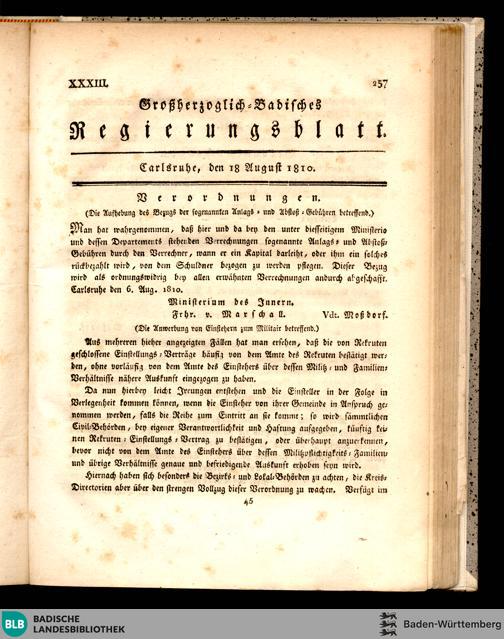 XXXIII. 257
Großherzoglich-Badisches
Regierungsblatt.
Carlsruhe, den 18 August 1810.
Verordnungen.
(Die Aufhebung des Bezugs der sogenannten Anlags- und Abstoß-Gebühren betreffend.)
Man hat wahrgenommen, daß hier und da bey den unter diesseitigem Ministerio
und dessen Departements stehenden Verrechnungen sogenannte Anlags- und Abstoß-
Gebühren durch den Verrechner, wann er ein Kapital darleiht, oder ihm ein solches
rückbezahlt wird, von dem Schuldner bezogen zu werden pflegen. Dieser Bezug
wird als ordnungswidrig bey allen erwähnten Verrechnungen andurch abgeschafft.
Carlsruhe den 6. Aug. 1810.
Ministerium des Innern.
Frhr. v. Marschall. Vdt. Moßdorf.
(Die Anwerbung von Einstehern zum Militair betreffend.)
Aus mehreren hieher angezeigten Fällen hat man ersehen, daß die von Rekruten
geschlossene Einstellungs-Verträge häufig von dem Amte des Rekruten bestätigt wer-
den, ohne vorläufig von dem Amte des Einstehers über dessen Miliz- und Familien-
Verhältnisse nähere Auskunft eingezogen zu haben.
Da nun hierbey leicht Irrungen entstehen und die Einsteller in der Folge in
Verlegenheit kommen können, wenn die Einsteher von ihrer Gemeinde in Anspruch ge-
nommen werden, falls die Reihe zum Eintritt an sie kommt; so wird sämmtlichen
Civil-Behörden, bey eigener Verantwortlichkeit und Haftung aufgegeben, künftig kei-
nen Rekruten-Einstellungs-Vertrag zu bestätigen, oder überhaupt anzuerkennen,
bevor nicht von dem Amte des Einstehers über dessen Milizpflichtigkeits-Familien-
und übrige Verhältnisse genaue und befriedigende Auskunft erhoben seyn wird.
Hiernach haben sich besonders die Bezirks- und Lokal-Behörden zu achten, die Kreis-
Directorien aber über den strengen Vollzug dieser Verordnung zu wachen. Verfügt im
45
BLB BADISCHE
LANDESBIBLIOTHEK
Baden-Württemberg